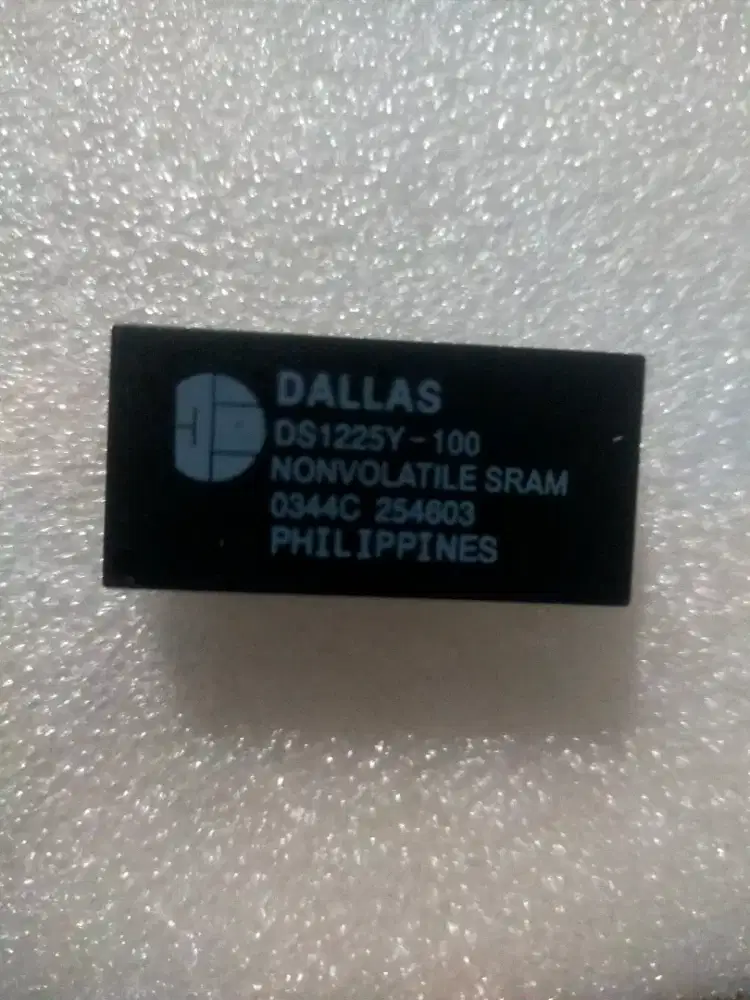 DALLAS
DS1225Y-100
NONVOLATILE SRAM
0344C 254603
PHILIPPINES